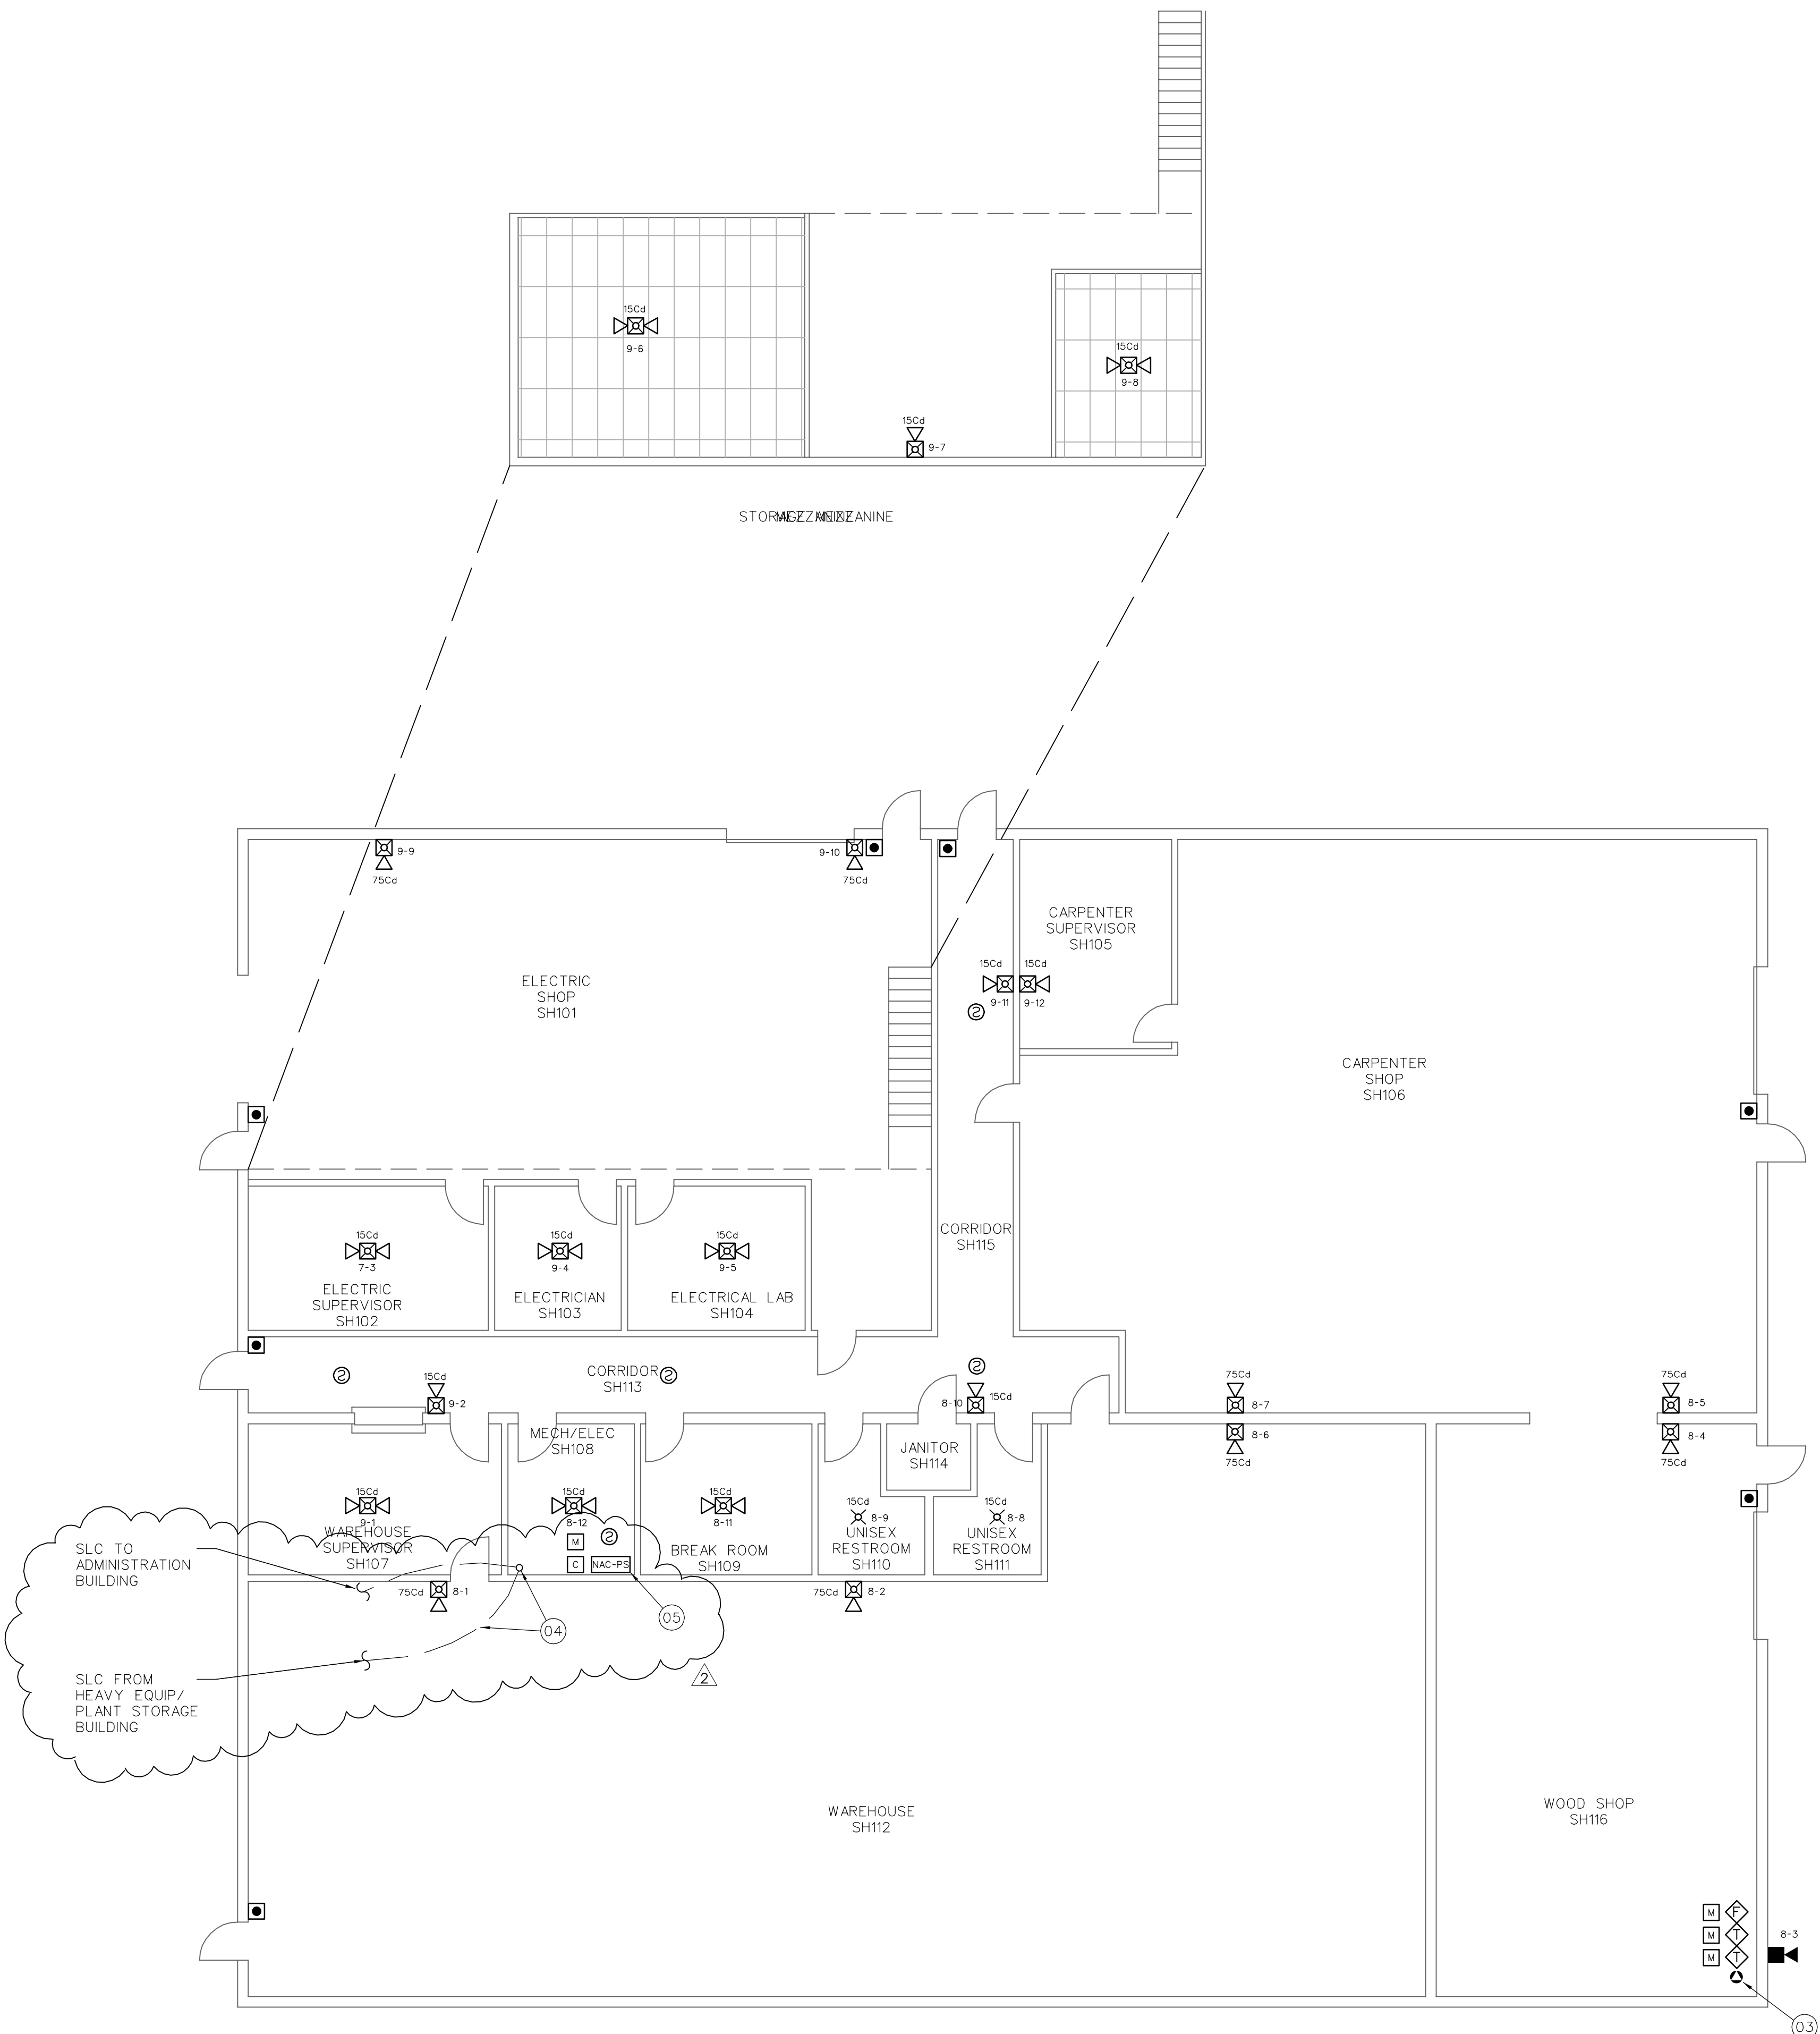 15Cd
9-6
15Cd
9-8
15Cd
9-7
9-9
75Cd
9-10
75Cd
CARPENTER
SUPERVISOR
SH105
15Cd
9-11
15Cd
9-12
S
ELECTRIC
SHOP
SH101
CARPENTER
SHOP
SH106
CORRIDOR
SH115
15Cd
7-3
ELECTRIC
SUPERVISOR
SH102
15Cd
9-4
ELECTRICIAN
SH103
15Cd
9-5
ELECTRICAL LAB
SH104
S
CORRIDOR
SH113
S
S
15Cd
9-2
8-10
15Cd
75Cd
8-7
75Cd
8-5
8-6
75Cd
8-4
75Cd
MECH/ELEC
SH108
JANITOR
SH114
15Cd
9-1
WAREHOUSE
SUPERVISOR
SH107
15Cd
8-12
S
M
C
NAC-PS
15Cd
8-11
BREAK ROOM
SH109
15Cd
8-9
UNISEX
RESTROOM
SH110
15Cd
8-8
UNISEX
RESTROOM
SH111
SLC TO
ADMINISTRATION
BUILDING
75Cd
8-1
75Cd
8-2
04
05
2
SLC FROM
HEAVY EQUIP/
PLANT STORAGE
BUILDING
WAREHOUSE
SH112
WOOD SHOP
SH116
M F
M T
M T
8-3
03